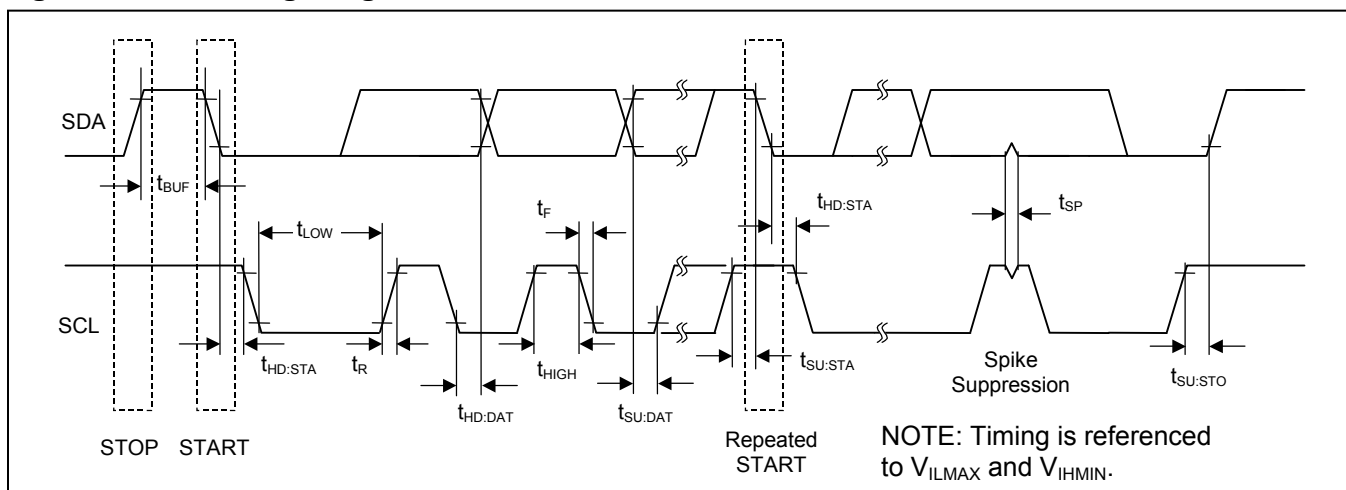 SDA
tBUF
tF
tHD:STA
tSP
tLOW
SCL
tHD:STA
tR
tHIGH
tSU:STA
Spike
Suppression
tSU:STO
tHD:DAT
tSU:DAT
STOP
START
Repeated
START
NOTE: Timing is referenced
to VILMAX and VIHMIN.